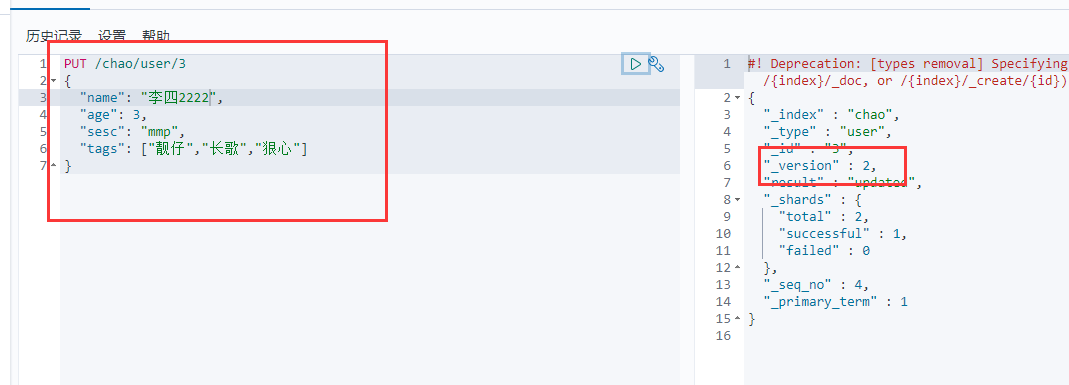 历史记录 设置 帮助
1 PUT /chao/user/3
2 {
3 "name": "李四2222",
4 "age": 3,
5 "sesc": "mmp",
6 "tags": ["靓仔","长歌","狠心"]
7 }
1 #! Deprecation: [types removal] Specifying
/{index}/_doc, or /{index}/_create/{id})
2 {
3 "_index" : "chao",
4 "_type" : "user",
5 "_id" : "3",
6 "_version" : 2,
7 "result" : "updated",
8 "_shards" : {
9 "total" : 2,
10 "successful" : 1,
11 "failed" : 0
12 },
13 "_seq_no" : 4,
14 "_primary_term" : 1
15 }
16